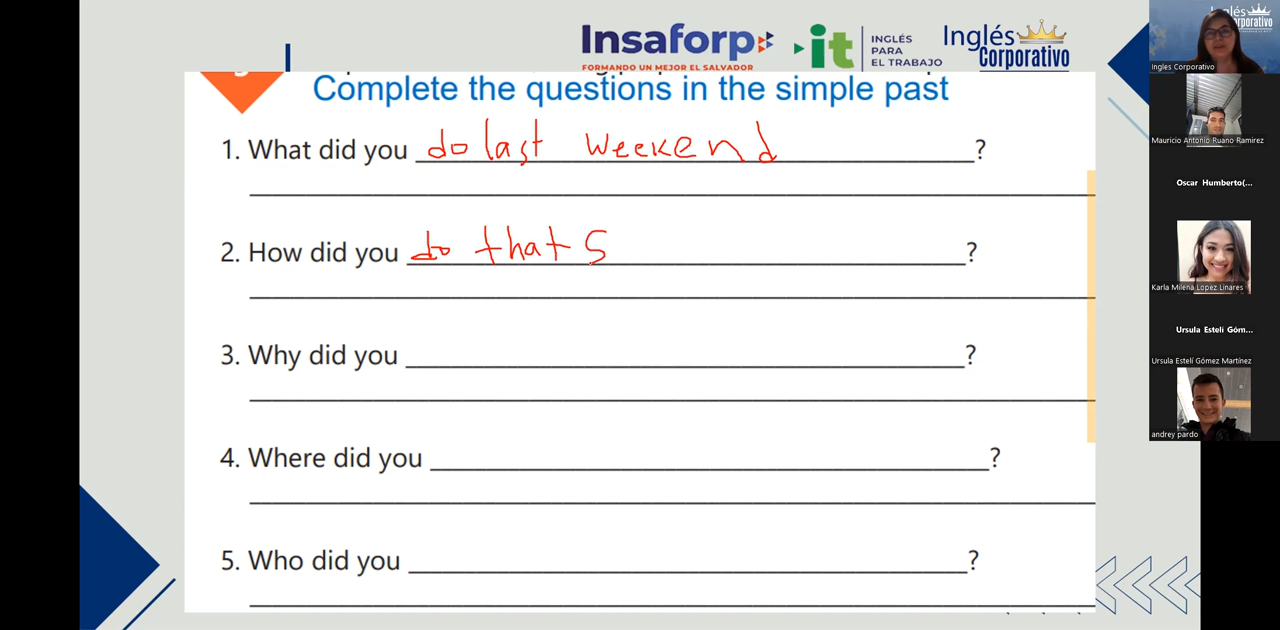 Insaforp
FORMANDO UN MEJOR EL SALVADOR
it
INGLÉS
PARA
EL TRABAJO
Inglés
Corporativo
Complete the questions in the simple past
1. What did you do last weekend ?
2. How did you do that s ?
3. Why did you ?
4. Where did you ?
5. Who did you ?
Inglés
Corporativo
Ingles Corporativo
Mauricio Antonio Ruano Ramirez
Oscar Humberto(...
Karla Milena Lopez Linares
Ursula Estelí Góm...
Ursula Estelí Gómez Martínez
andrey pardo